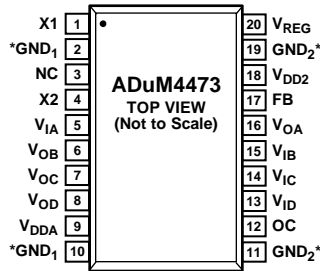 X1 1
*GND1 2
NC 3
X2 4
VIA 5
VOB 6
VOC 7
VOD 8
VDDA 9
*GND1 10
ADuM4473
TOP VIEW
(Not to Scale)
20 VREG
19 GND2*
18 VDD2
17 FB
16 VOA
15 VIB
14 VIC
13 VID
12 OC
11 GND2*